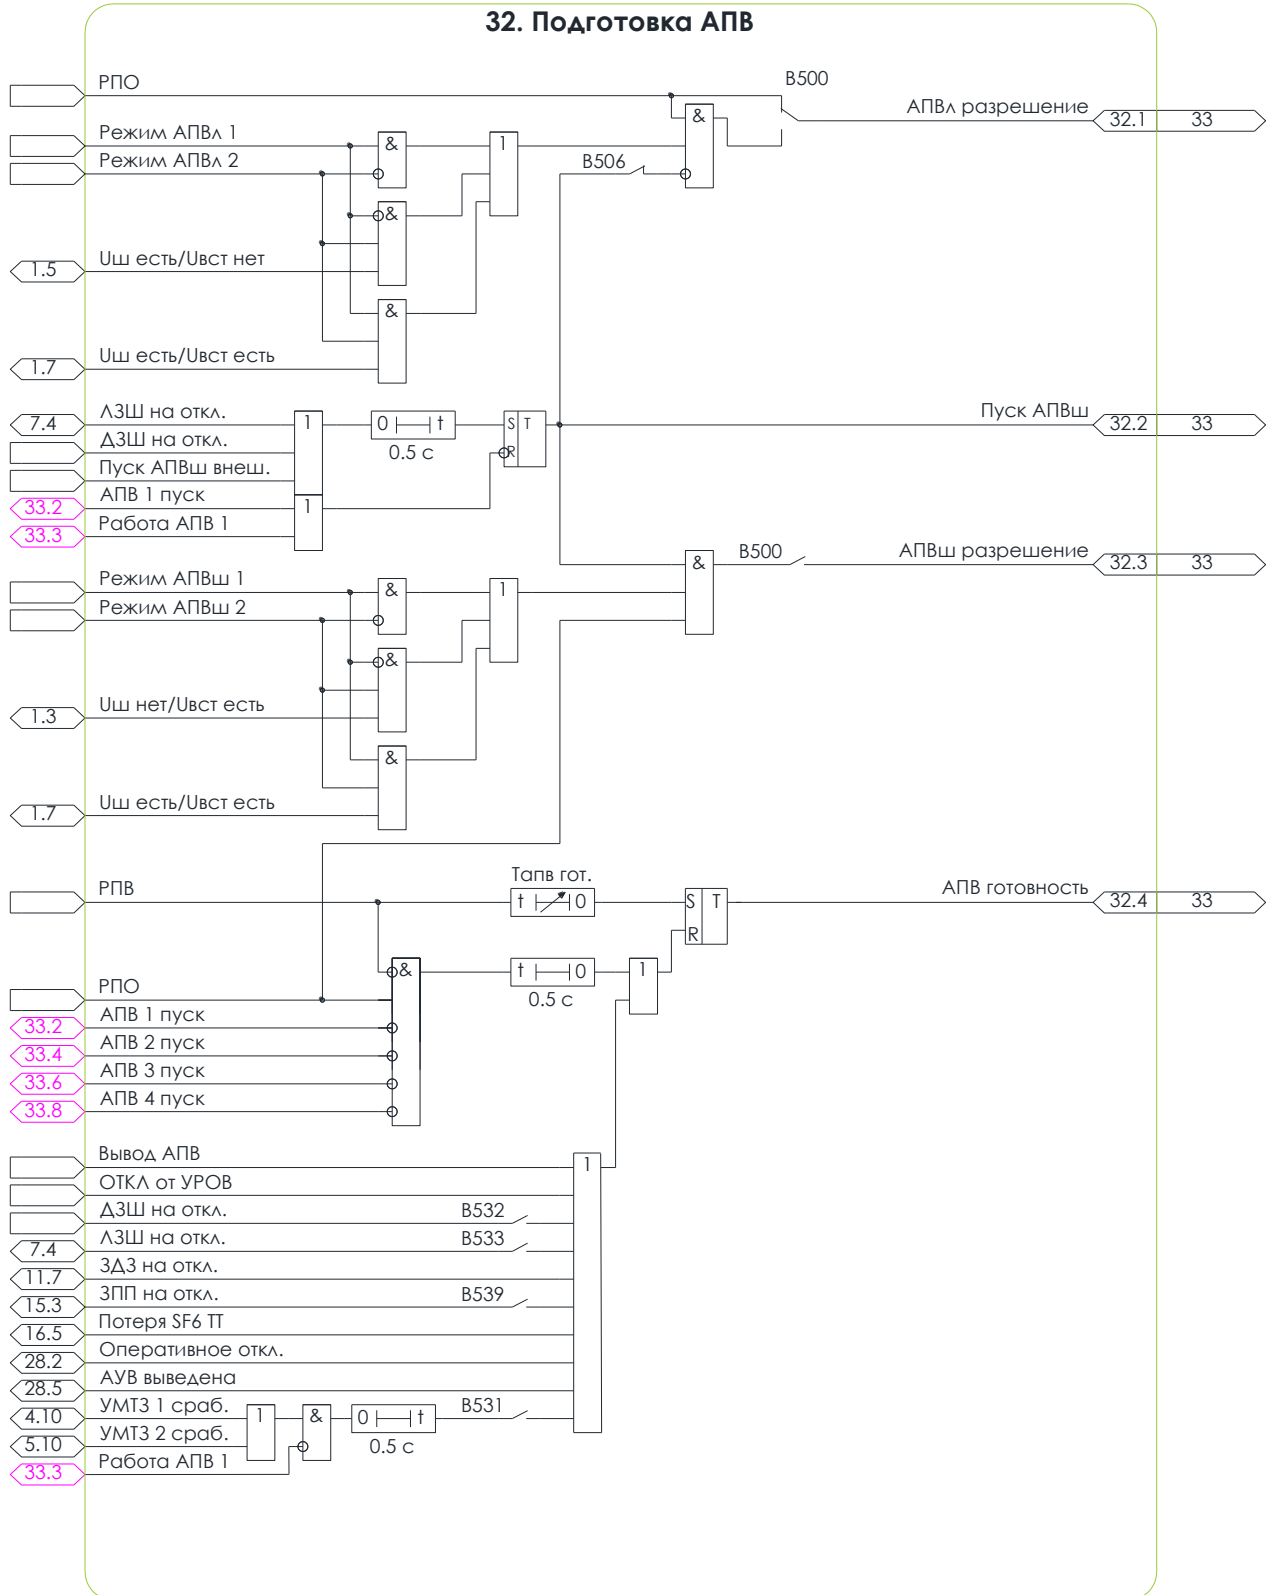 32. Подготовка АПВ
РПО
B500
&
АПВл разрешение
32.1
33
Режим АПВл 1
&
1
Режим АПВл 2
B506
&
Uш есть/Uвст нет
1.5
&
Uш есть/Uвст есть
1.7
ЛЗШ на откл.
7.4
1
0
t
0.5 с
S
T
R
Пуск АПВш
32.2
33
ДЗШ на откл.
Пуск АПВш внеш.
АПВ 1 пуск
33.2
1
Работа АПВ 1
33.3
&
B500
АПВш разрешение
32.3
33
Режим АПВш 1
&
1
Режим АПВш 2
&
Uш нет/Uвст есть
1.3
&
Uш есть/Uвст есть
1.7
Тапв гот.
РПВ
t
0
S
T
R
АПВ готовность
32.4
33
&
t
0
0.5 с
1
РПО
АПВ 1 пуск
33.2
АПВ 2 пуск
33.4
АПВ 3 пуск
33.6
АПВ 4 пуск
33.8
Вывод АПВ
1
ОТКЛ от УРОВ
ДЗШ на откл.
B532
ЛЗШ на откл.
B533
7.4
ЗДЗ на откл.
11.7
ЗПП на откл.
B539
15.3
Потеря SF6 ТТ
16.5
Оперативное откл.
28.2
АУВ выведена
28.5
УМТЗ 1 сраб.
4.10
1
&
0
t
0.5 с
B531
УМТЗ 2 сраб.
5.10
Работа АПВ 1
33.3